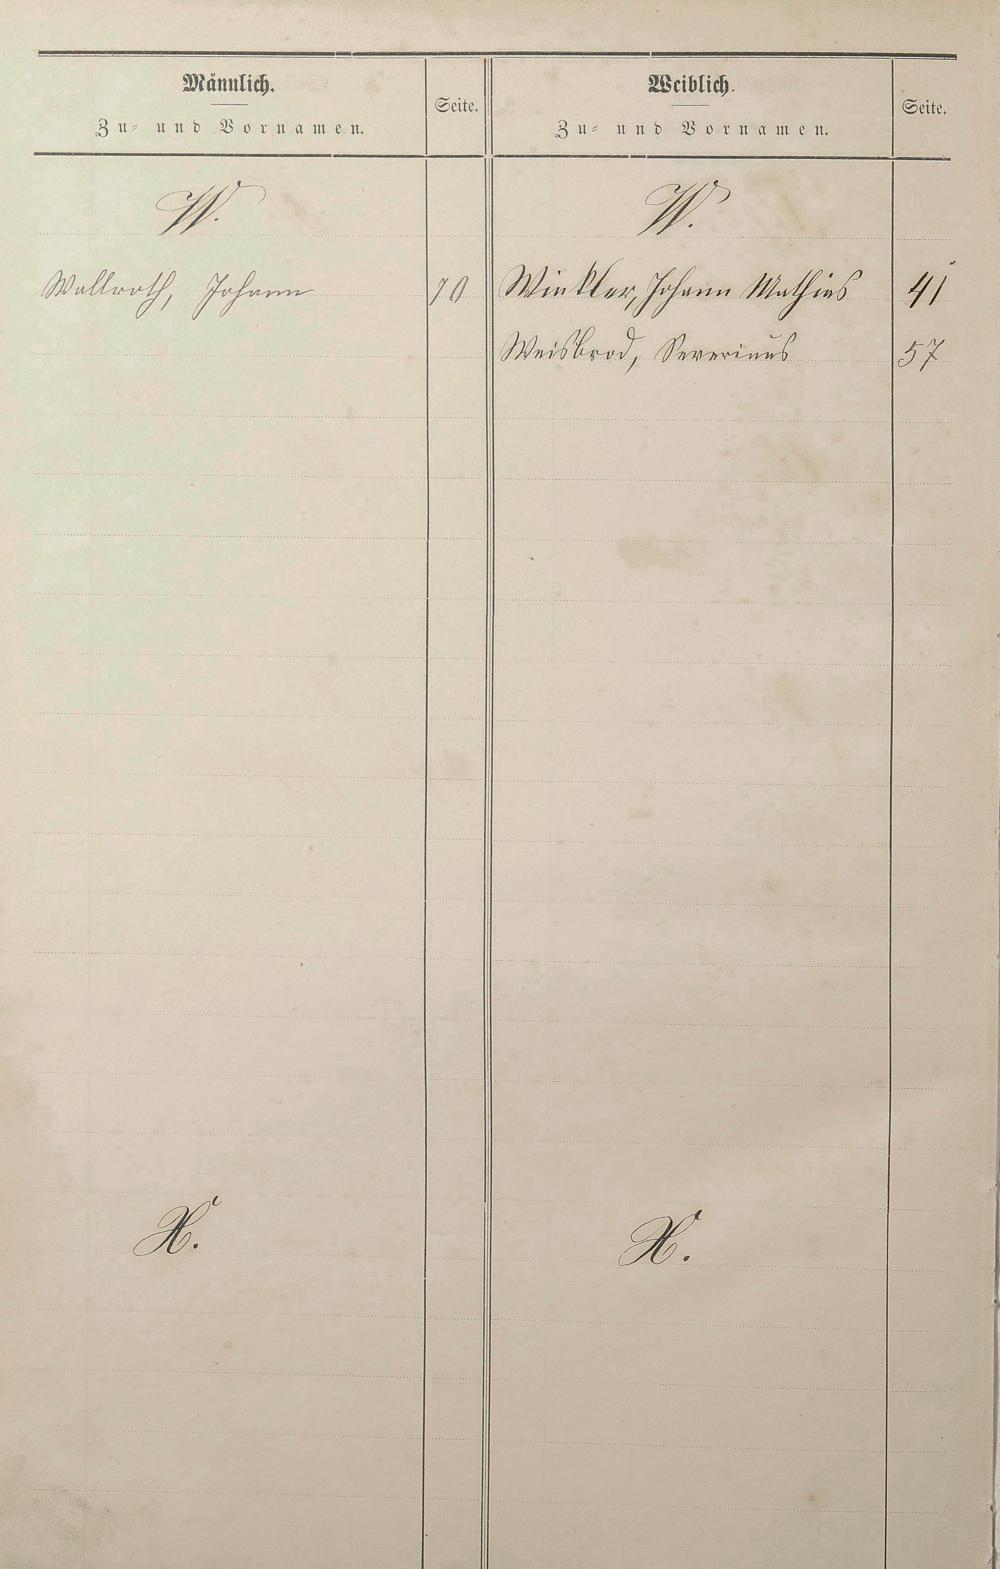 Männlich.
Zu- und Vornamen.
Seite.
Weiblich.
Zu- und Vornamen.
Seite.
W.
W.
Wallroth, Johann 70
Winkler, Johann Mathias 41
Weisbrod, Severinus 57
X.
X.